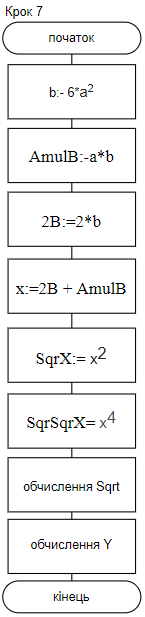 Крок 7
початок
b:- 6*a²
AmulB:-a*b
2B:=2*b
x:=2B + AmulB
SqrX:= x²
SqrSqrX= x⁴
обчислення Sqrt
обчислення Y
кінець